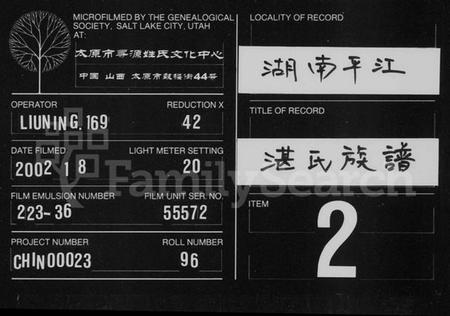 MICROFILMED BY THE GENEALOGICAL
SOCIETY, SALT LAKE CITY, UTAH
AT:
太原市寻源姓氏文化中心
中国 山西 太原市鼓楼街44号
OPERATOR
REDUCTION X
LIUNING.169
42
DATE FILMED
LIGHT METER SETTING
2002 1 8
20
FILM EMULSION NUMBER
FILM UNIT SER. NO.
223-36
55572
PROJECT NUMBER
ROLL NUMBER
CHIN00023
96
LOCALITY OF RECORD
湖南平江
TITLE OF RECORD
湛氏族譜
ITEM
2
FamilySearch